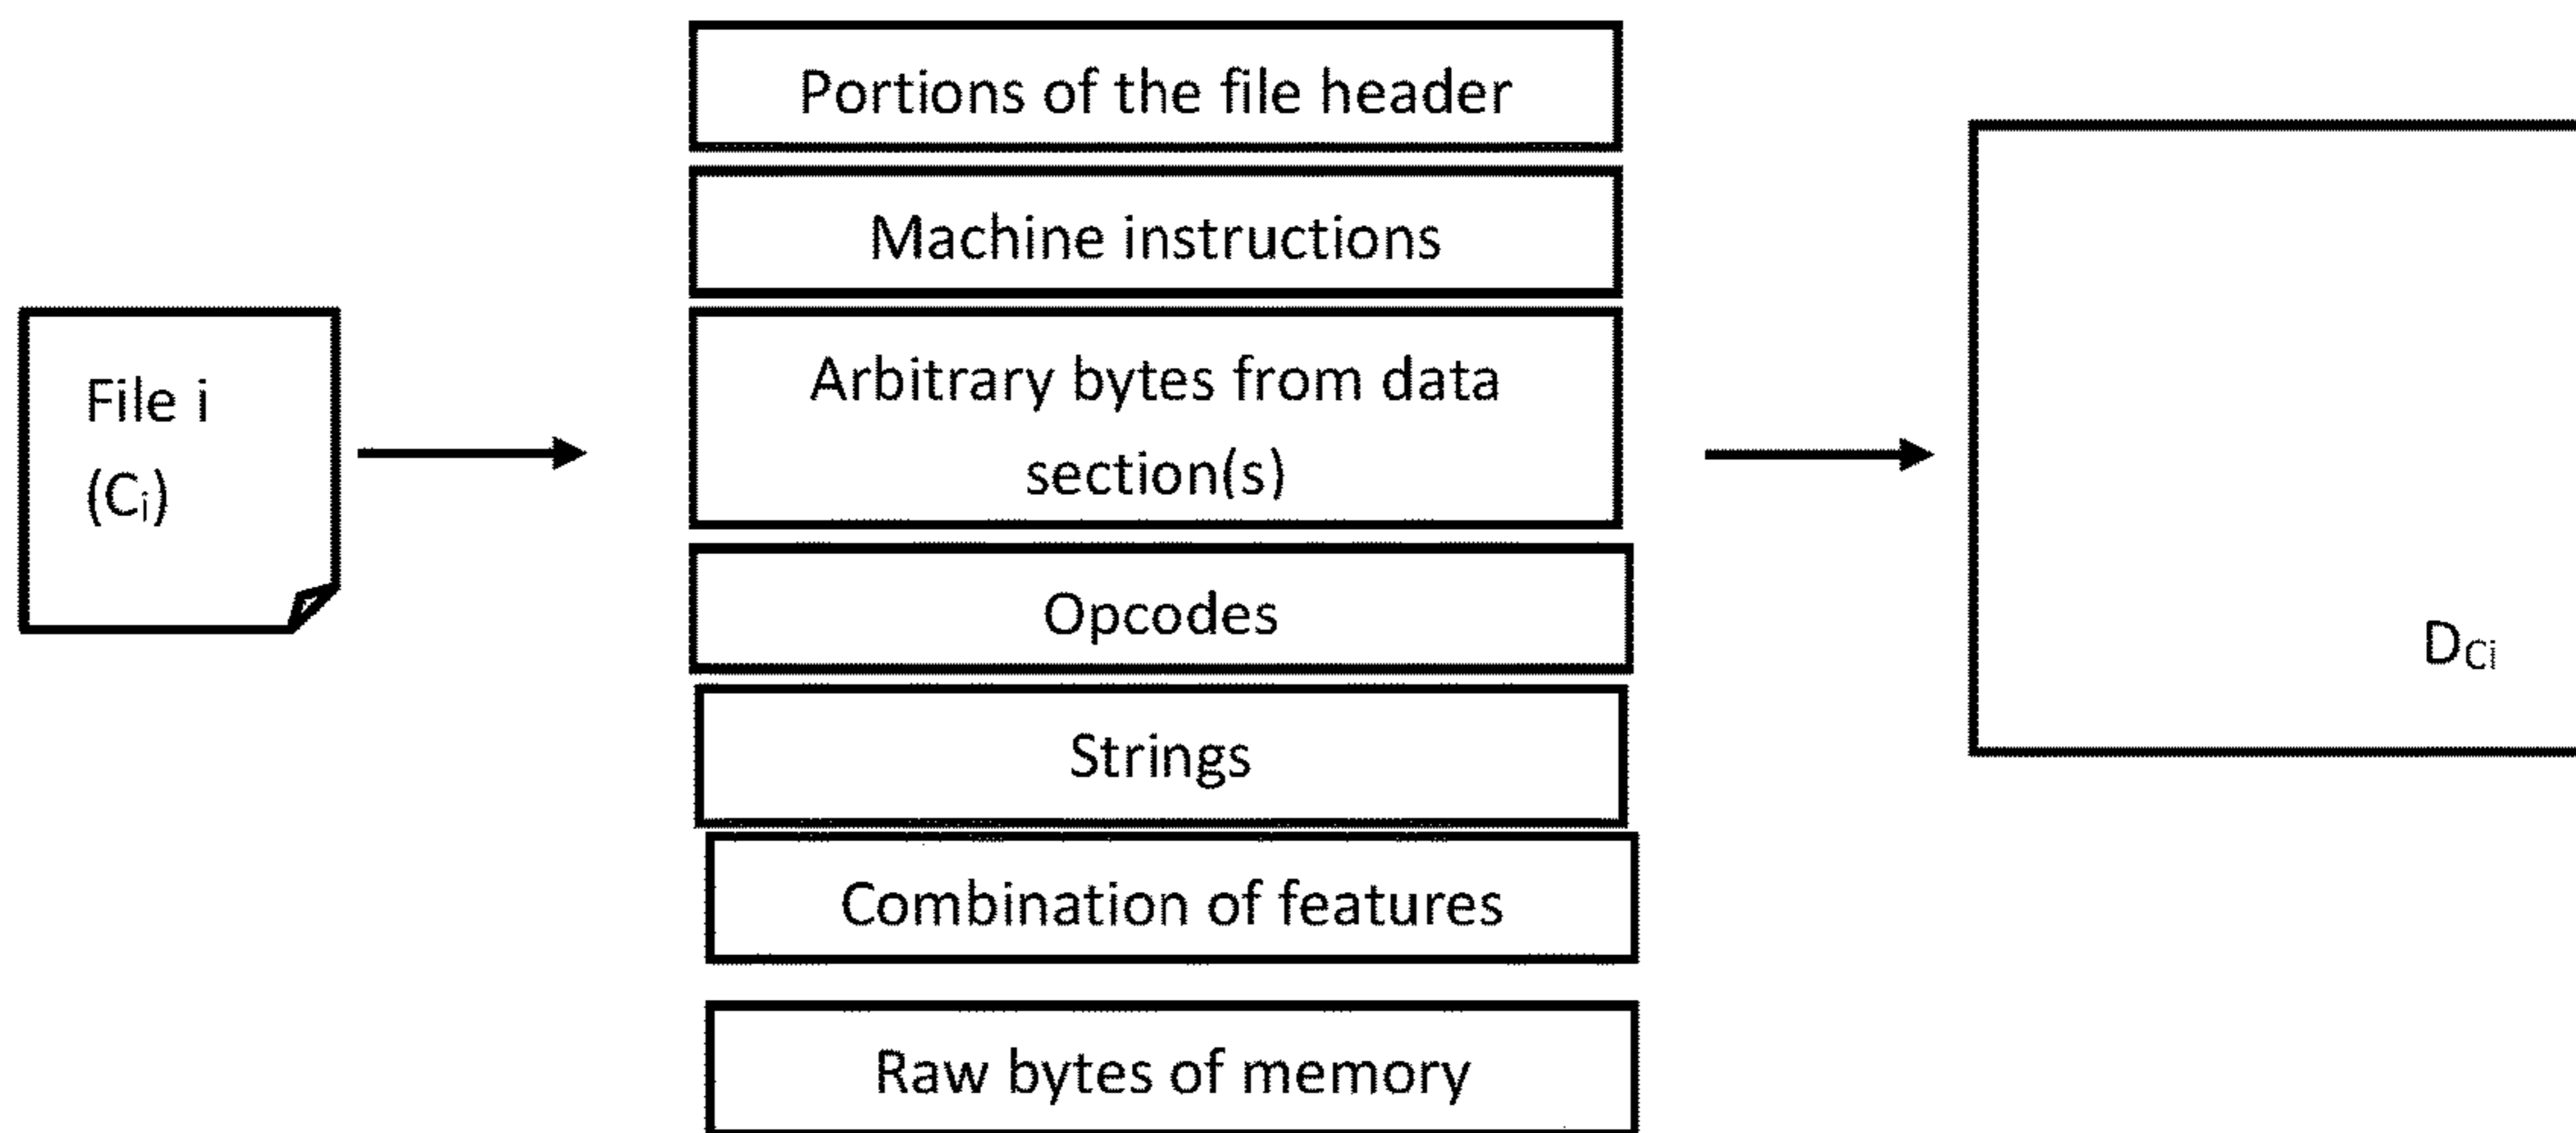 Portions of the file header
Machine instructions
File i
(Cᵢ)
Arbitrary bytes from data
section(s)
Opcodes
Strings
Combination of features
Raw bytes of memory
D_Ci